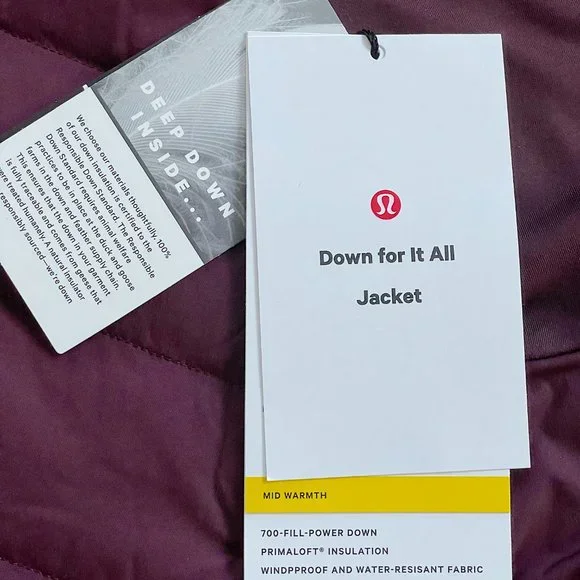 DEEP DOWN
INSIDE...
We choose our materials thoughtfully. 100%
of our down insulation is certified to the
Responsible Down Standard. The Responsible
Down Standard requires animal welfare
practices to be in place at the duck and goose
farms in the down and feather supply chain.
This ensures that the down in your garment
is fully traceable and comes from geese that
were treated humanely. A natural insulator
responsibly sourced—we're down
Down for It All
Jacket
MID WARMTH
700-FILL-POWER DOWN
PRIMALOFT® INSULATION
WINDPPROOF AND WATER-RESISANT FABRIC